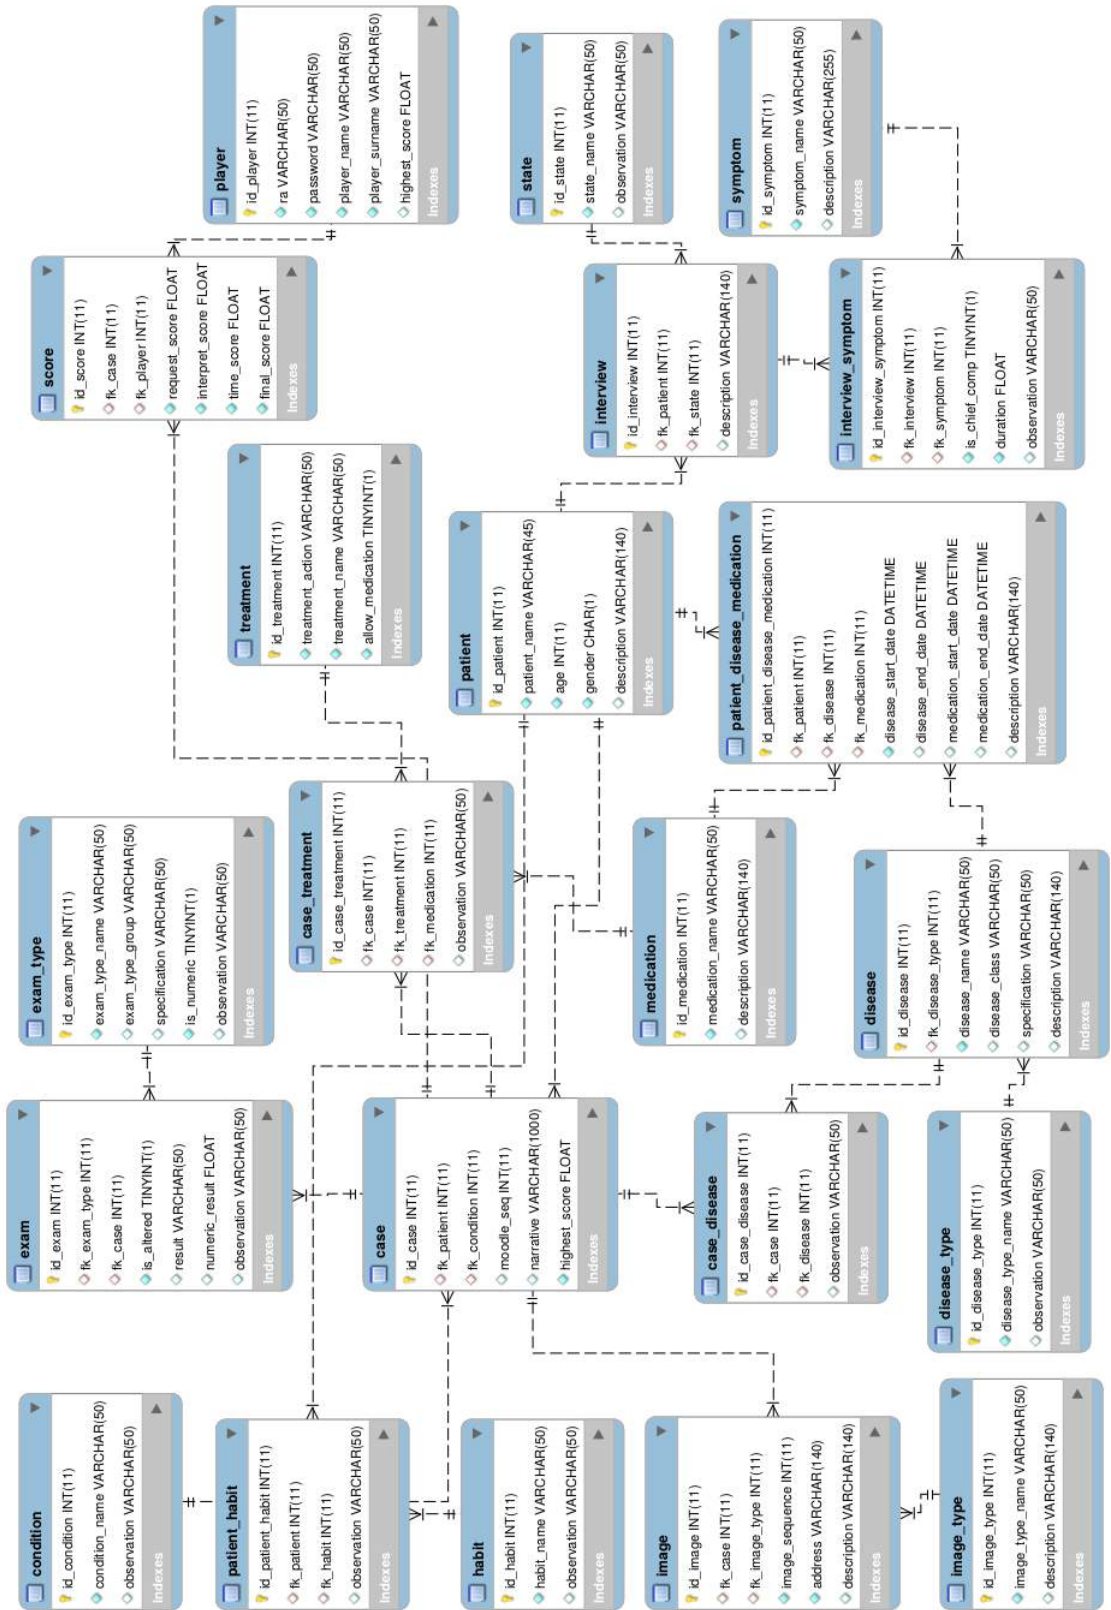 condition
id_condition INT(11)
condition_name VARCHAR(50)
observation VARCHAR(50)
Indexes
patient_habit
id_patient_habit INT(11)
fk_patient INT(11)
fk_habit INT(11)
observation VARCHAR(50)
Indexes
habit
id_habit INT(11)
habit_name VARCHAR(50)
observation VARCHAR(50)
Indexes
image
id_image INT(11)
fk_case INT(11)
fk_image_type INT(11)
image_sequence INT(11)
address VARCHAR(140)
description VARCHAR(140)
Indexes
image_type
id_image_type INT(11)
image_type_name VARCHAR(50)
description VARCHAR(140)
Indexes
exam
id_exam INT(11)
fk_exam_type INT(11)
fk_case INT(11)
is_altered TINYINT(1)
result VARCHAR(50)
numeric_result FLOAT
observation VARCHAR(50)
Indexes
case
id_case INT(11)
fk_patient INT(11)
fk_condition INT(11)
moodle_seq INT(11)
narrative VARCHAR(1000)
highest_score FLOAT
Indexes
case_disease
id_case_disease INT(11)
fk_case INT(11)
fk_disease INT(11)
observation VARCHAR(50)
Indexes
disease_type
id_disease_type INT(11)
disease_type_name VARCHAR(50)
observation VARCHAR(50)
Indexes
exam_type
id_exam_type INT(11)
exam_type_name VARCHAR(50)
exam_type_group VARCHAR(50)
specification VARCHAR(50)
is_numeric TINYINT(1)
observation VARCHAR(50)
Indexes
case_treatment
id_case_treatment INT(11)
fk_case INT(11)
fk_treatment INT(11)
fk_medication INT(11)
observation VARCHAR(50)
Indexes
medication
id_medication INT(11)
medication_name VARCHAR(50)
description VARCHAR(140)
Indexes
disease
id_disease INT(11)
fk_disease_type INT(11)
disease_name VARCHAR(50)
disease_class VARCHAR(50)
specification VARCHAR(50)
description VARCHAR(140)
Indexes
treatment
id_treatment INT(11)
treatment_action VARCHAR(50)
treatment_name VARCHAR(50)
allow_medication TINYINT(1)
Indexes
patient
id_patient INT(11)
patient_name VARCHAR(45)
age INT(11)
gender CHAR(1)
description VARCHAR(140)
Indexes
patient_disease_medication
id_patient_disease_medication INT(11)
fk_patient INT(11)
fk_disease INT(11)
fk_medication INT(11)
disease_start_date DATETIME
disease_end_date DATETIME
medication_start_date DATETIME
medication_end_date DATETIME
description VARCHAR(140)
Indexes
score
id_score INT(11)
fk_case INT(11)
fk_player INT(11)
request_score FLOAT
interpret_score FLOAT
time_score FLOAT
final_score FLOAT
Indexes
interview
id_interview INT(11)
fk_patient INT(11)
fk_state INT(11)
description VARCHAR(140)
Indexes
interview_symptom
id_interview_symptom INT(11)
fk_interview INT(11)
fk_symptom INT(11)
is_chief_comp TINYINT(1)
duration FLOAT
observation VARCHAR(50)
Indexes
player
id_player INT(11)
ra VARCHAR(50)
password VARCHAR(50)
player_name VARCHAR(50)
player_surname VARCHAR(50)
highest_score FLOAT
Indexes
state
id_state INT(11)
state_name VARCHAR(50)
observation VARCHAR(50)
Indexes
symptom
id_symptom INT(11)
symptom_name VARCHAR(50)
description VARCHAR(255)
Indexes